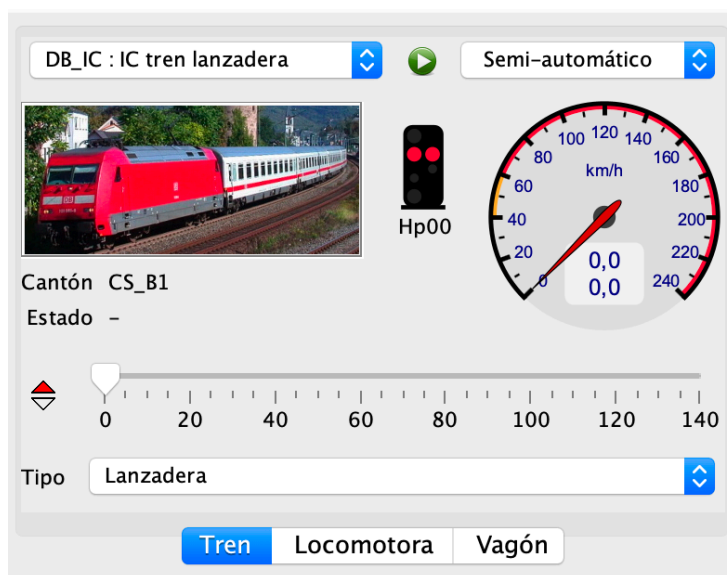 DB_IC : IC tren lanzadera
Semi-automático
Hp00
km/h
0
20
40
60
80
100
120
140
160
180
200
220
240
0,0
0,0
Cantón CS_B1
Estado -
0 20 40 60 80 100 120 140
Tipo Lanzadera
Tren Locomotora Vagón